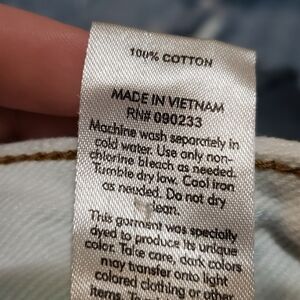 100% COTTON
MADE IN VIETNAM
RN# 090233
Machine wash separately in
cold water. Use only non-
chlorine bleach as needed.
Tumble dry low. Cool iron
as needed. Do not dry
clean.
This garment was specially
dyed to produce its unique
color. Take care, dark colors
may transfer onto light
colored clothing or other
items.